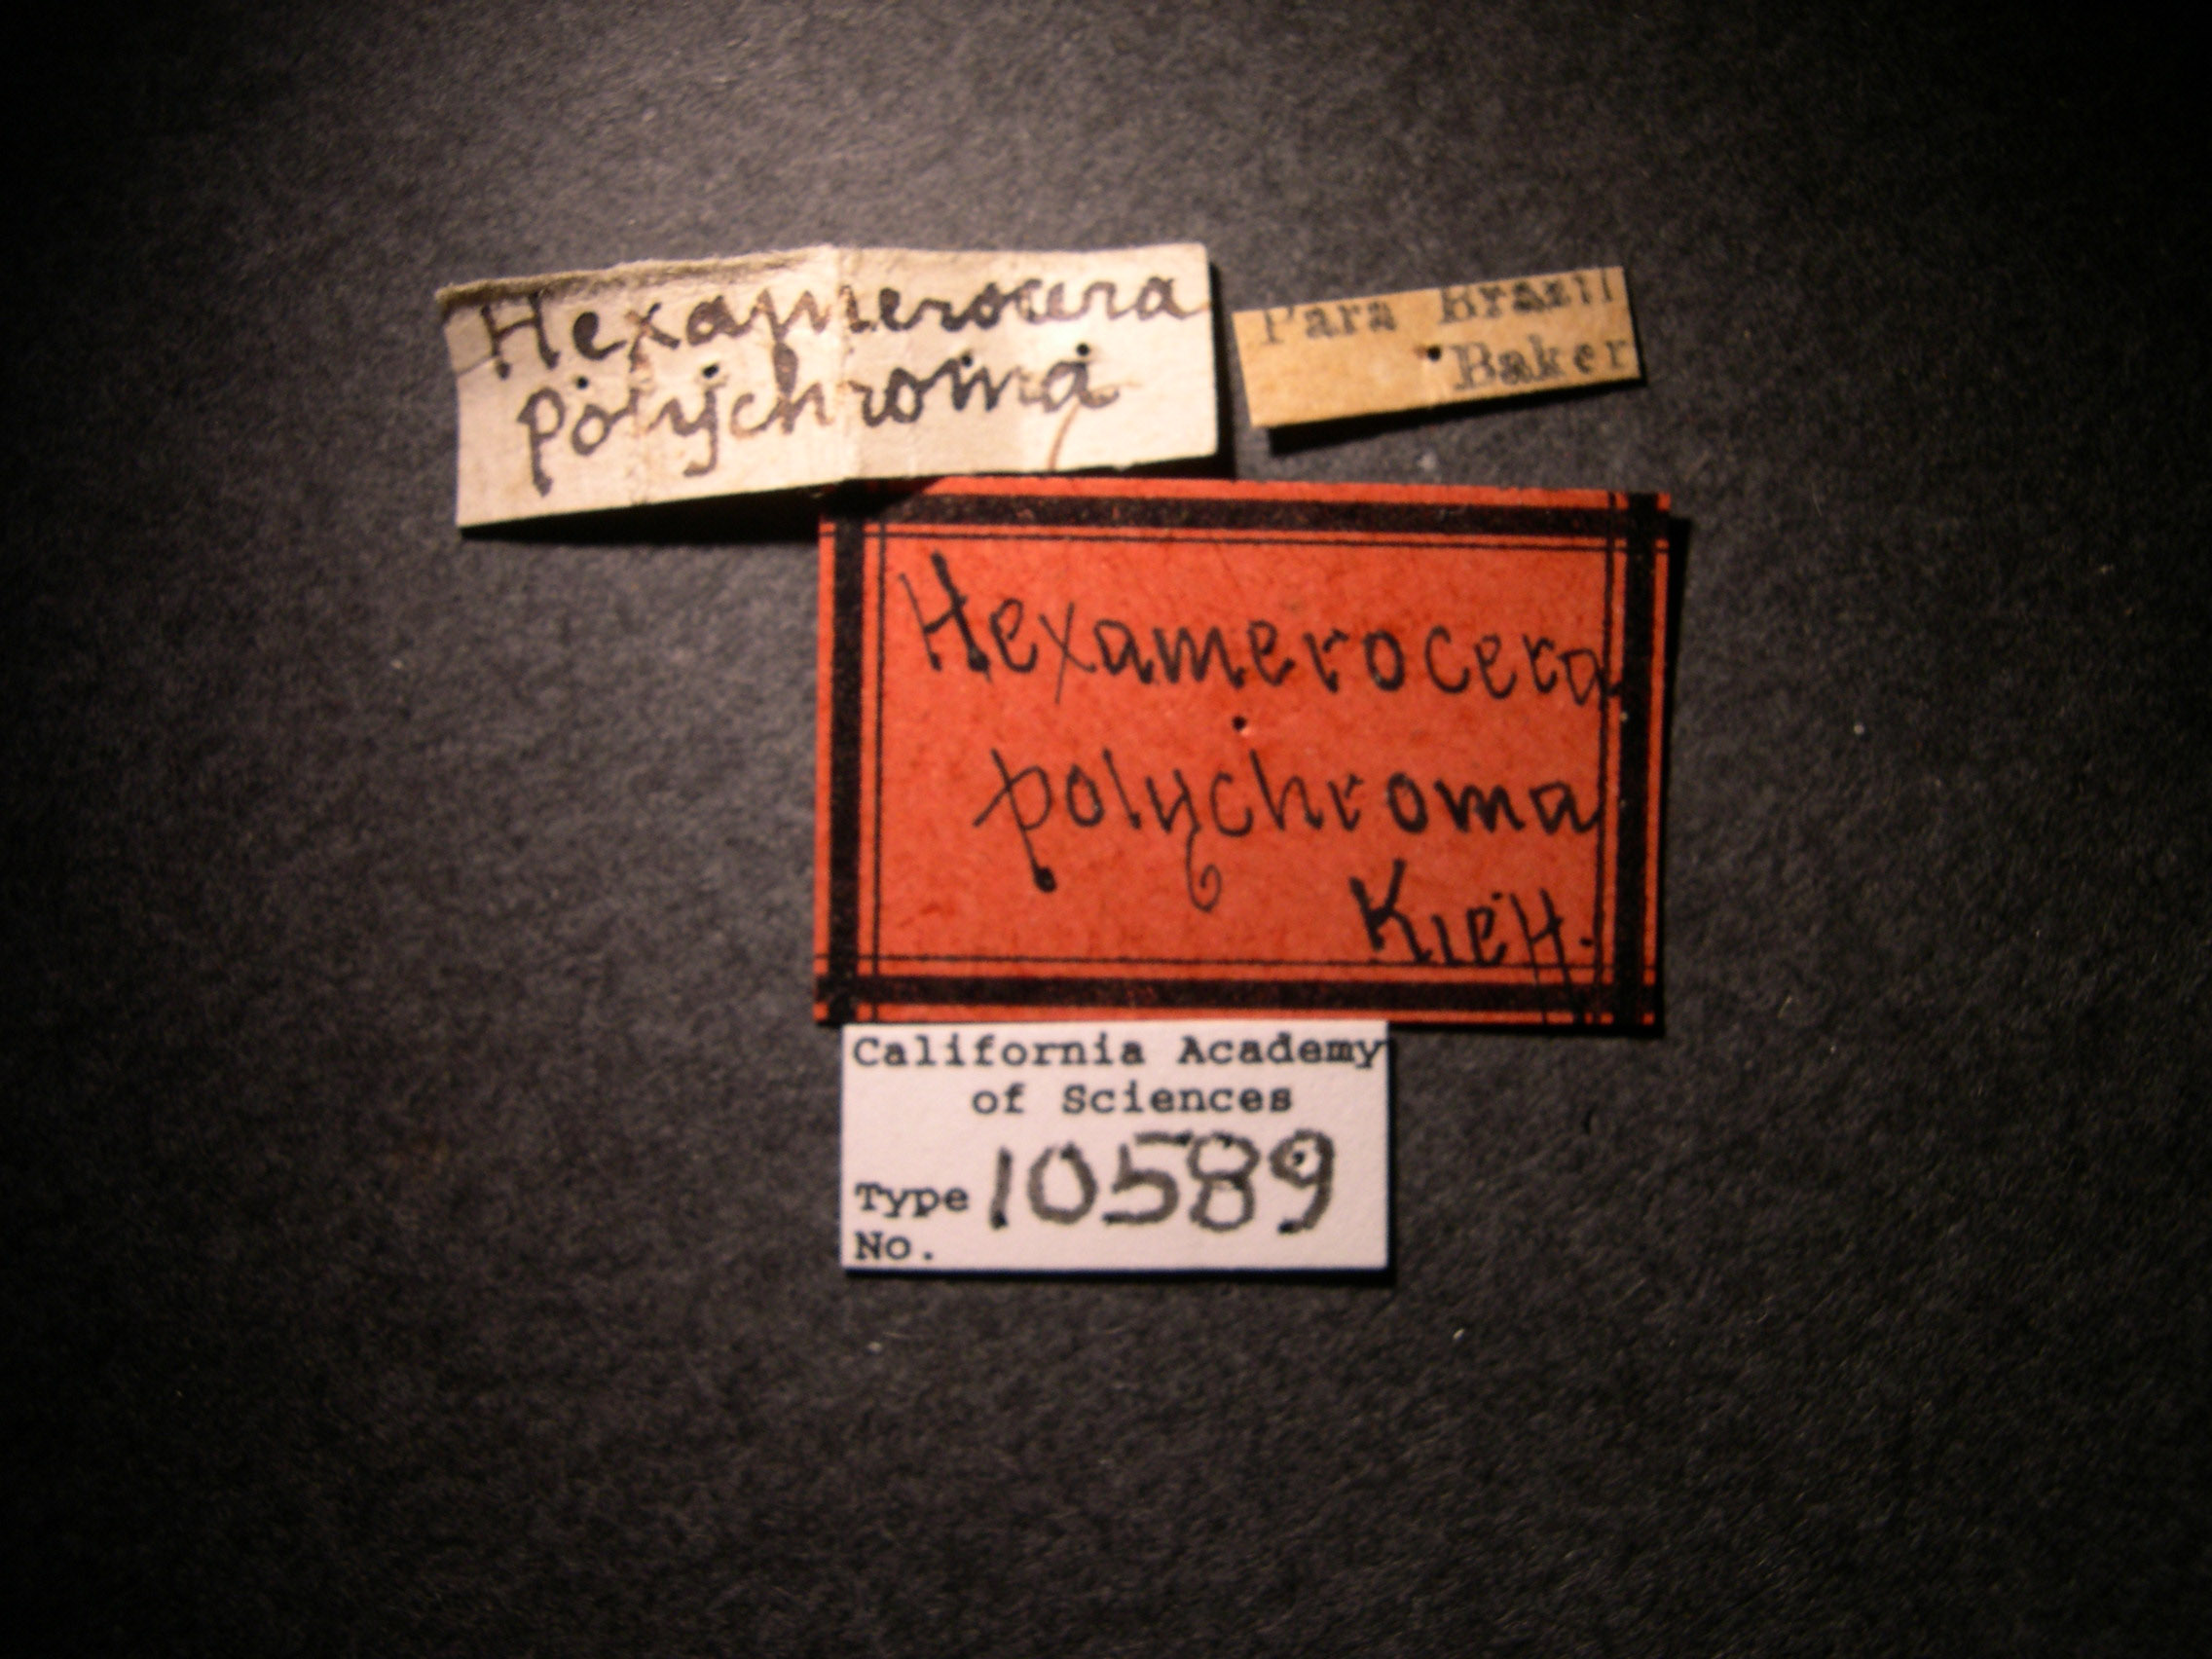 Hexamerocera
polychroma
Para Brazil
Baker
Hexamerocera
polychroma
Kieff.
California Academy
of Sciences
Type 10589
No.